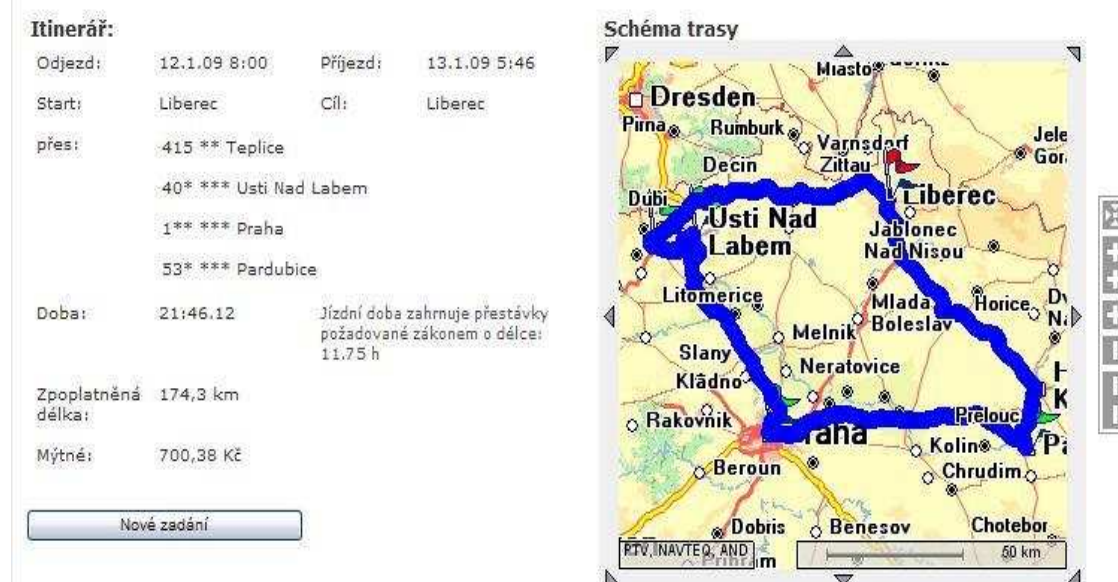 Itinerář:
Odjezd: 12.1.09 8:00 Příjezd: 13.1.09 5:46
Start: Liberec Cíl: Liberec
přes: 415 ** Teplice
40* *** Usti Nad Labem
1** *** Praha
53* *** Pardubice
Doba: 21:46.12 Jízdní doba zahrnuje přestávky
požadované zákonem o délce:
11.75 h
Zpoplatněná 174,3 km
délka:
Mýtné: 700,38 Kč
Nové zadání
Schéma trasy
Miasto
Dresden
Pirna
Rumburk
Varnsdorf
Jele
Gor
Decin
Zittau
Dubi
Liberec
Usti Nad
Labem
Jablonec
Nad Nisou
Litomerice
Mlada
Boleslav
Horice
Melnik
Slany
Neratovice
Kladno
Rakovnik
Praha
Prelouc
Kolin
Beroun
Chrudim
Dobris
Benesov
Chotebor
PTV, NAVTEQ, AND
50 km